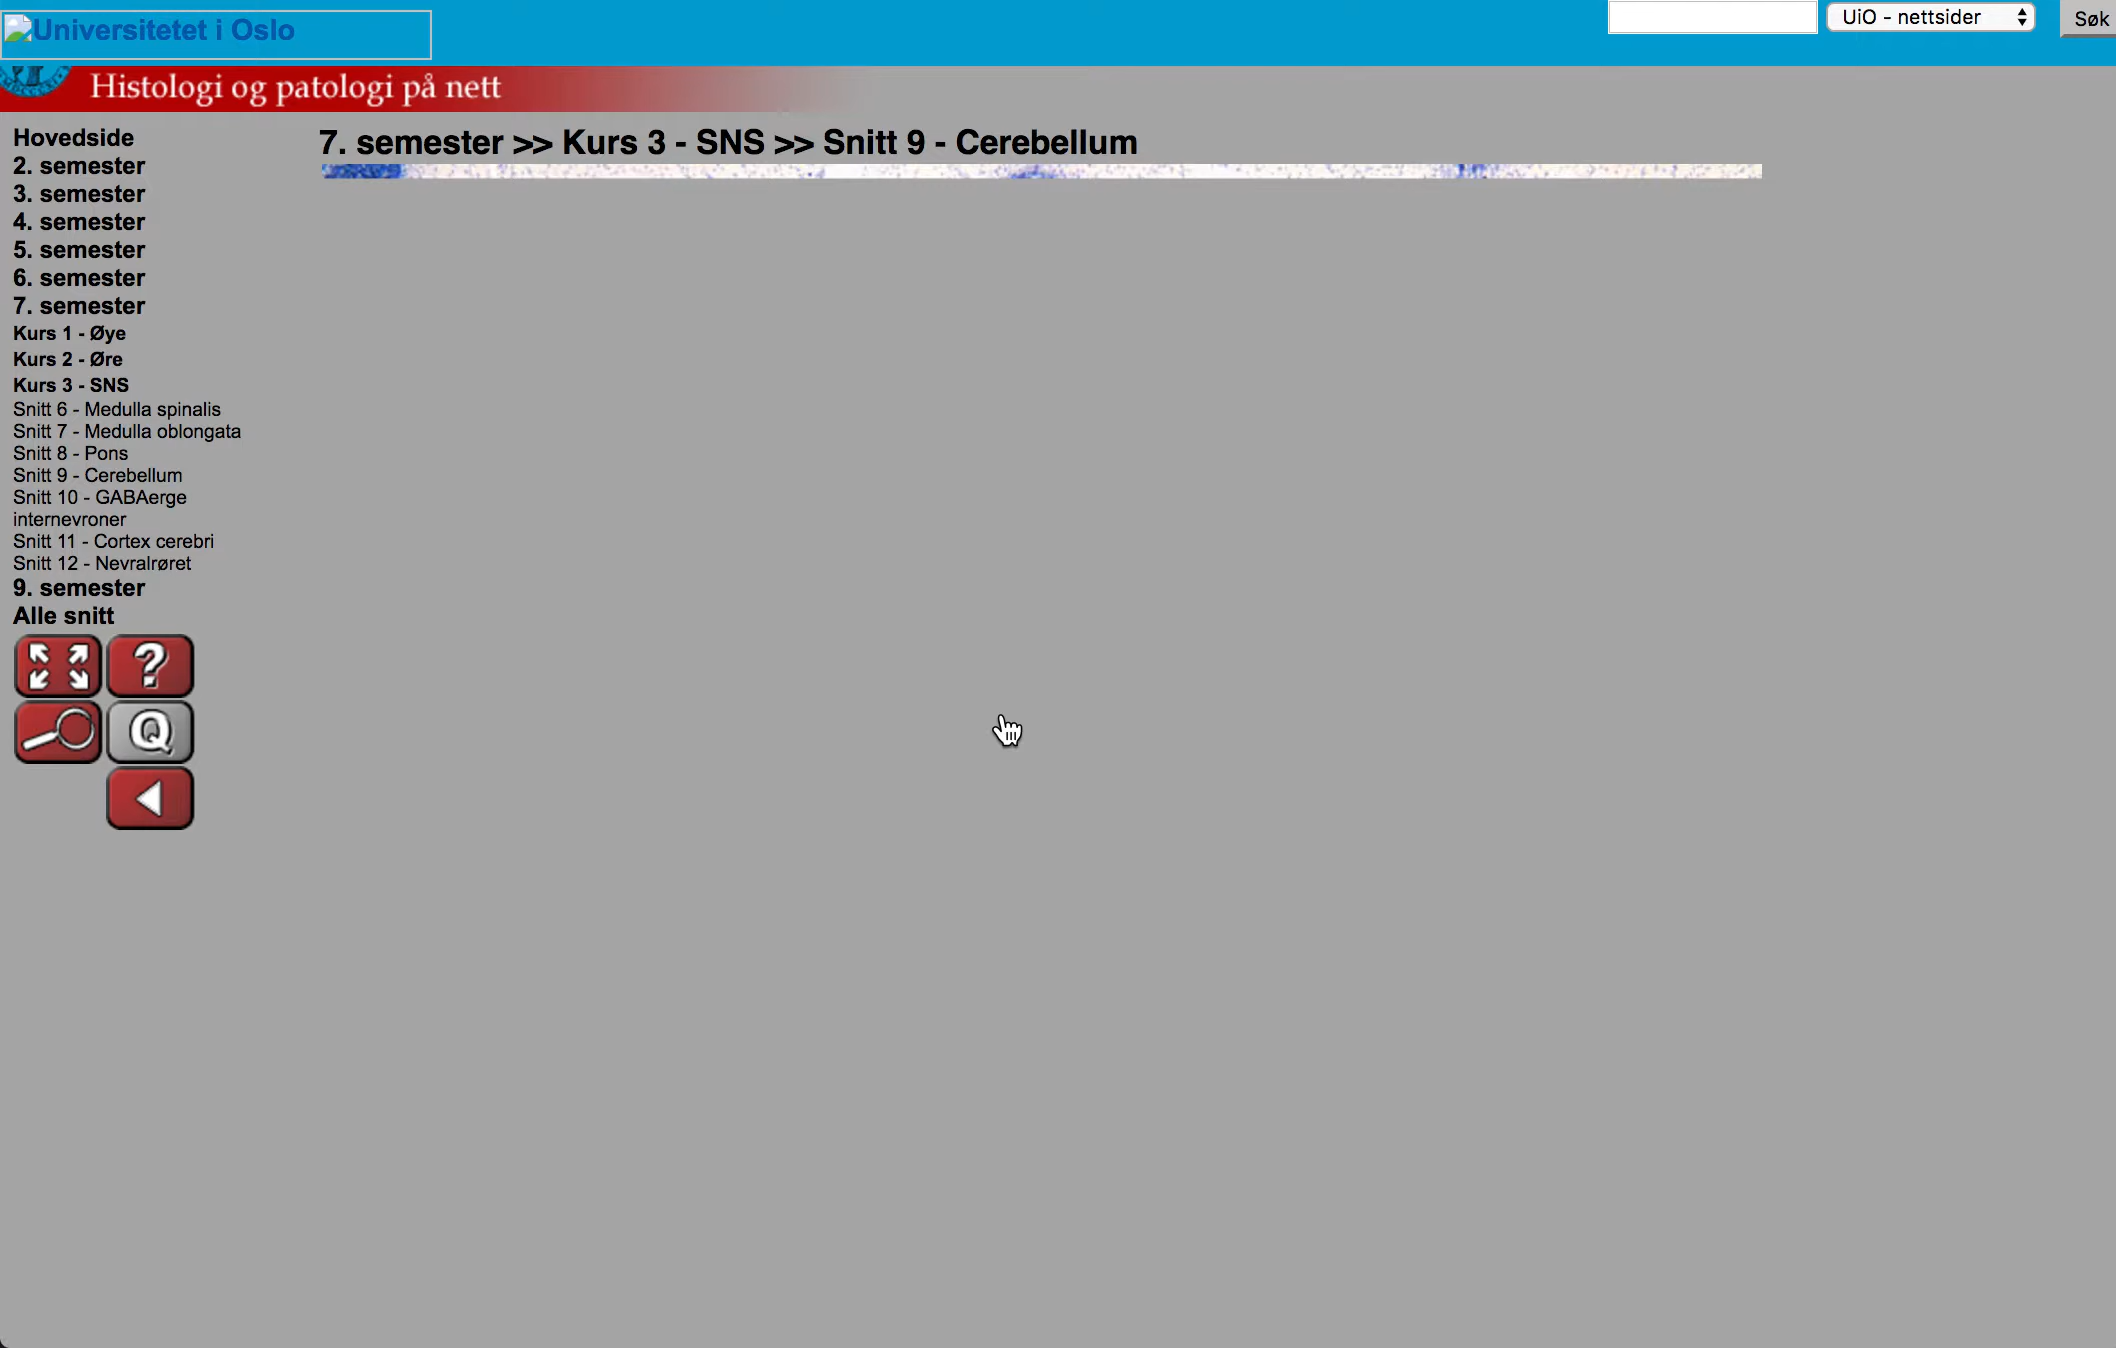 Universitetet i Oslo
UiO - nettsider
Søk
Histologi og patologi på nett
Hovedside
2. semester
3. semester
4. semester
5. semester
6. semester
7. semester
Kurs 1 - Øye
Kurs 2 - Øre
Kurs 3 - SNS
Snitt 6 - Medulla spinalis
Snitt 7 - Medulla oblongata
Snitt 8 - Pons
Snitt 9 - Cerebellum
Snitt 10 - GABAerge
internevroner
Snitt 11 - Cortex cerebri
Snitt 12 - Nevralrøret
9. semester
Alle snitt
?
Q
7. semester >> Kurs 3 - SNS >> Snitt 9 - Cerebellum